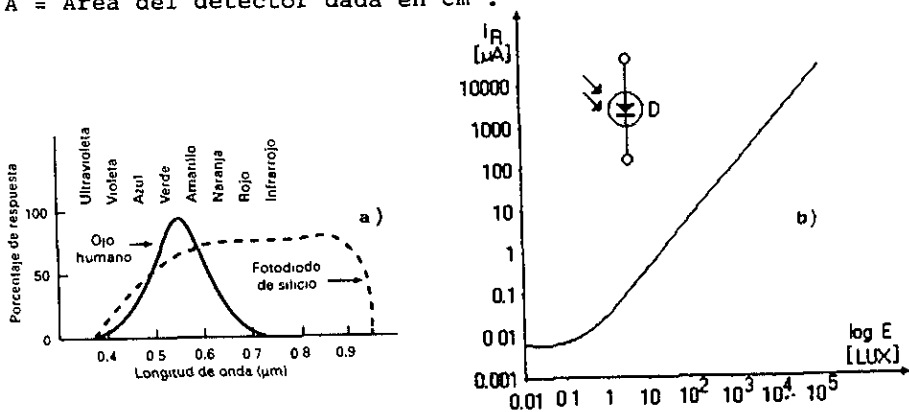 A = Area del detector dada en cm².
I_R
[µA]
10000
1000
100
10
1
0.1
0 01
0.001
D
b)
log E
[LUX]
0.01 0 1 1 10 10² 10³ 10⁴ 10⁵
Ultravioleta
Violeta
Azul
Verde
Amarillo
Naranja
Rojo
Infrarrojo
a)
Porcentaje de respuesta
100
50
0
Ojo
humano
Fotodiodo
de silicio
0.4 0 5 0.6 0 7 0 8 0.9
Longitud de onda (µm)